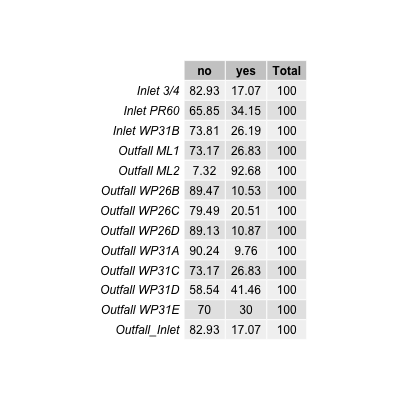 no yes Total
Inlet 3/4 82.93 17.07 100
Inlet PR60 65.85 34.15 100
Inlet WP31B 73.81 26.19 100
Outfall ML1 73.17 26.83 100
Outfall ML2 7.32 92.68 100
Outfall WP26B 89.47 10.53 100
Outfall WP26C 79.49 20.51 100
Outfall WP26D 89.13 10.87 100
Outfall WP31A 90.24 9.76 100
Outfall WP31C 73.17 26.83 100
Outfall WP31D 58.54 41.46 100
Outfall WP31E 70 30 100
Outfall_Inlet 82.93 17.07 100